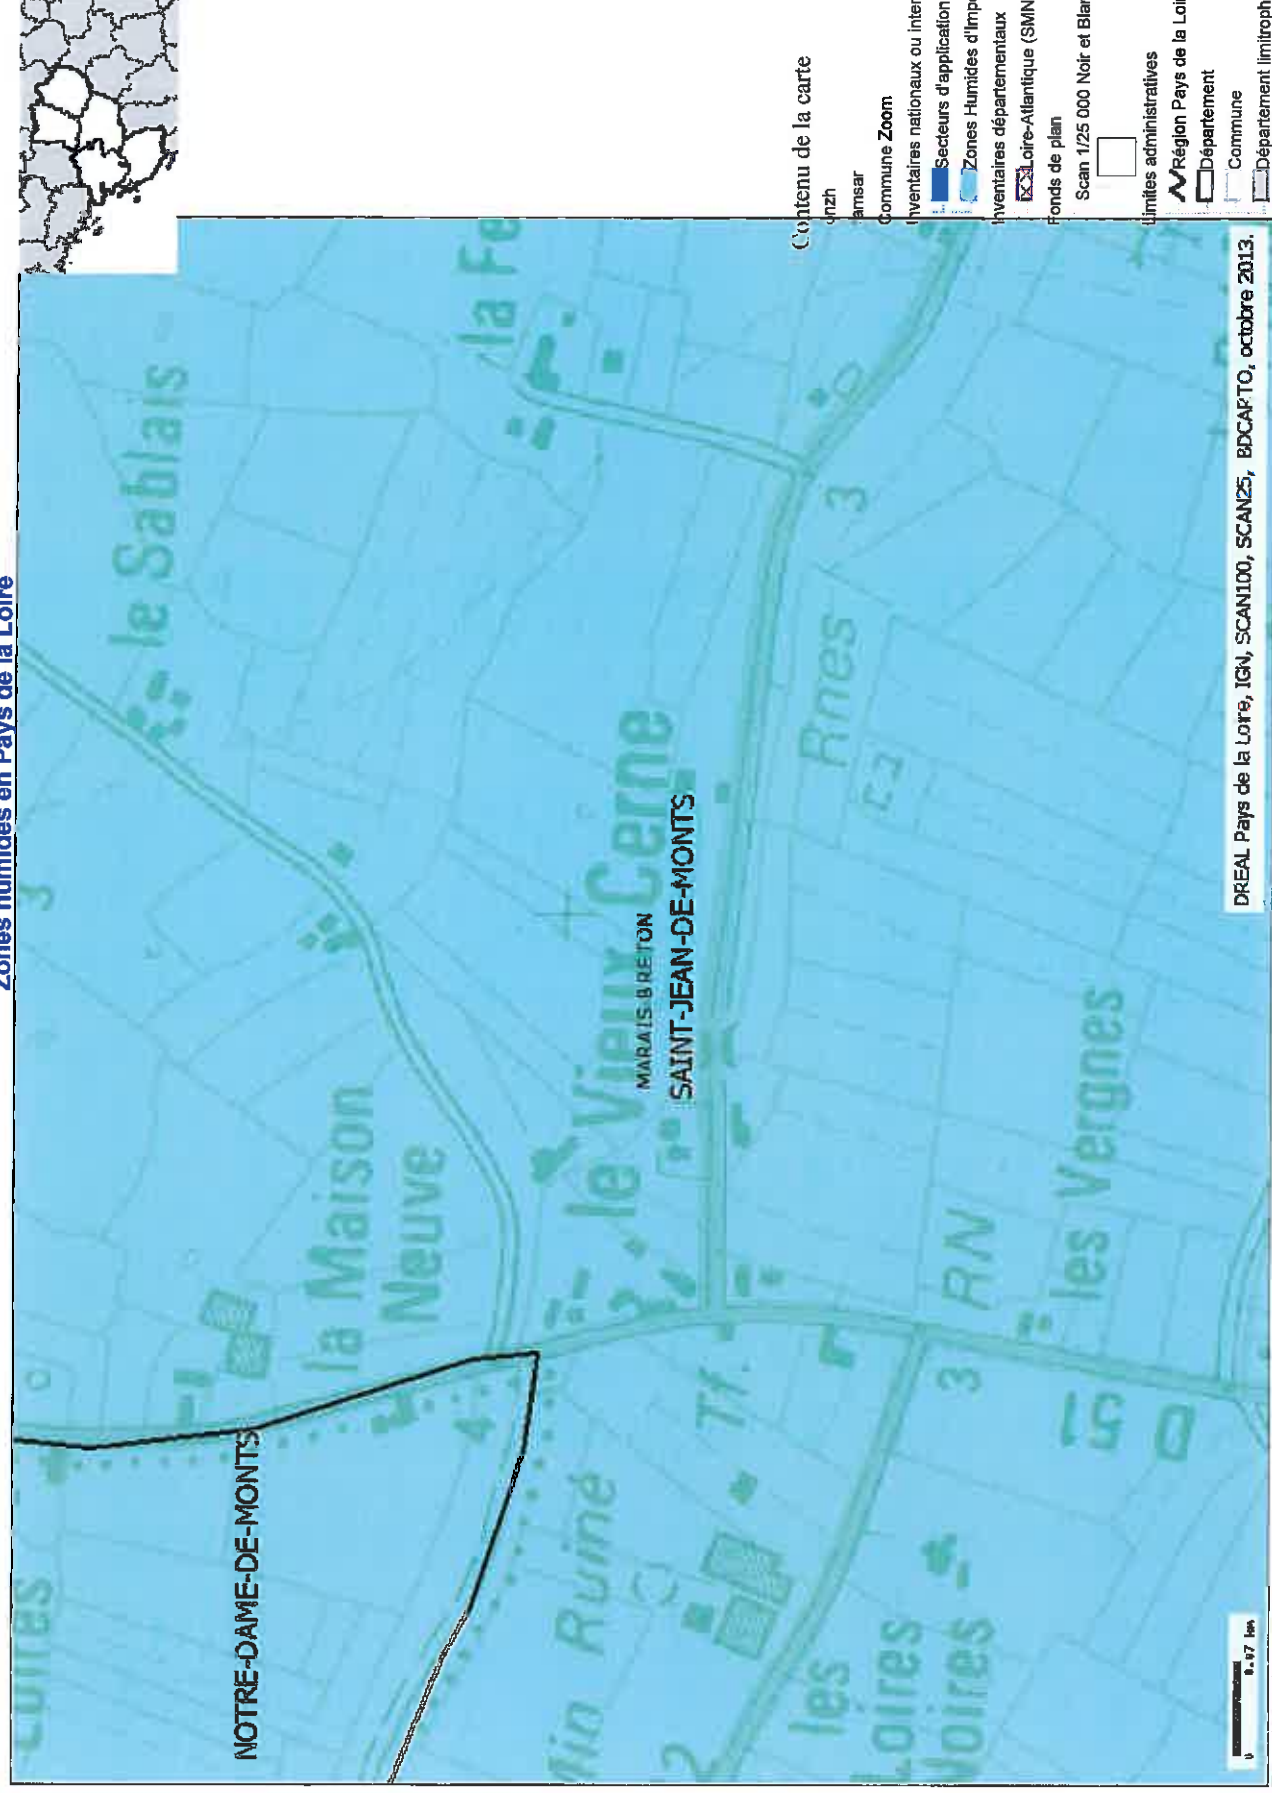 Zones humides en Pays de la Loire
3
le Sablais
la Fe
NOTRE-DAME-DE-MONTS
la Maison
Neuve
4
le Vieux Cerne
MARAIS BRETON
SAINT-JEAN-DE-MONTS
Min Ruiné
Tf.
Rnes
3
2
les
Loires
Noires
3
RN
les Vergnes
D 51
0
0.07 km
DREAL Pays de la Loire, IGN, SCAN100, SCAN25, BDCARTO, octobre 2013.
Contenu de la carte
onzh
amsar
Commune Zoom
Inventaires nationaux ou inter
Secteurs d'application
Zones Humides d'Impo
Inventaires départementaux
Loire-Atlantique (SMN
Fonds de plan
Scan 1/25 000 Noir et Blan
Limites administratives
Région Pays de la Loi
Département
Commune
Département limitroph